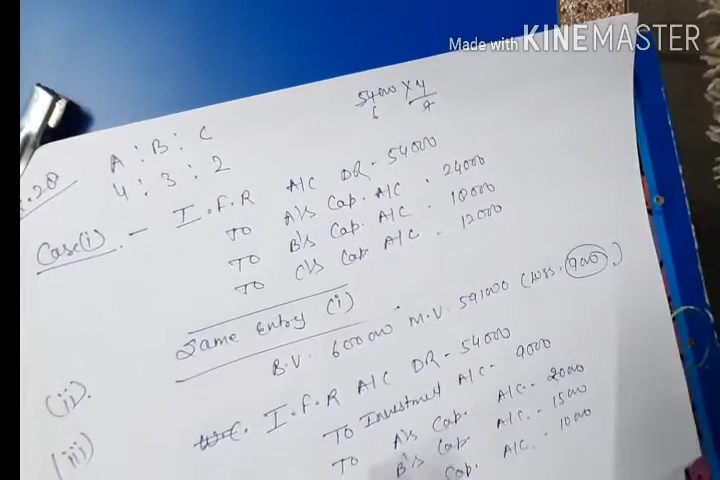 Made with KINEMASTER
54000 X 4
6 9
.20 A : B : C
4 : 3 : 2
Case(i) - I.F.R A/C DR - 54000
TO A's Cap. A/C - 24000
TO B's Cap. A/C - 18000
TO C's Cap A/C - 12000
(ii). Same Entry (i)
(iii) B.V. 600000 M.V. 591000 (loss. 9000)
I.F.R A/C DR - 54000
TO Investment A/C - 9000
TO A's Cap. A/C - 2000
B's Cap A/C - 1500
Cap. A/C - 1000